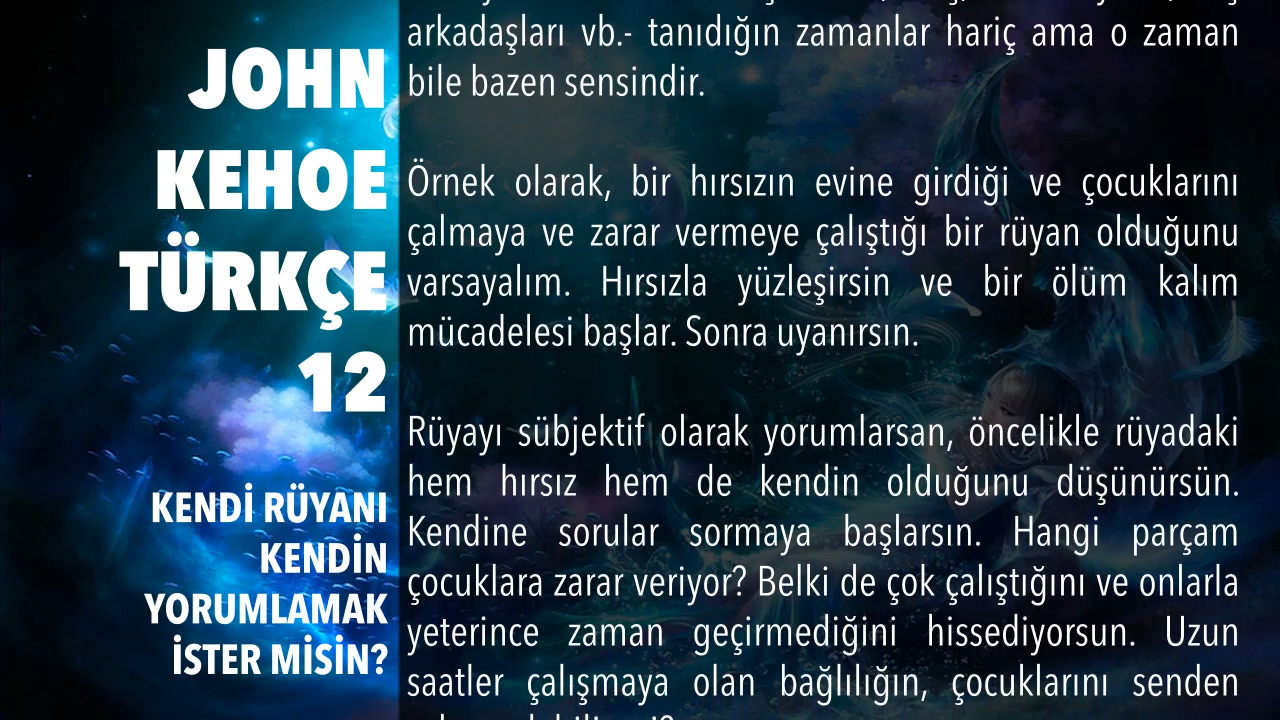 JOHN
KEHOE
TÜRKÇE
12
KENDİ RÜYANI
KENDİN
YORUMLAMAK
İSTER MİSİN?
arkadaşları vb.- tanıdığın zamanlar hariç ama o zaman
bile bazen sensindir.
Örnek olarak, bir hırsızın evine girdiği ve çocuklarını
çalmaya ve zarar vermeye çalıştığı bir rüyan olduğunu
varsayalım. Hırsızla yüzleşirsin ve bir ölüm kalım
mücadelesi başlar. Sonra uyanırsın.
Rüyayı sübjektif olarak yorumlarsan, öncelikle rüyadaki
hem hırsız hem de kendin olduğunu düşünürsün.
Kendine sorular sormaya başlarsın. Hangi parçam
çocuklara zarar veriyor? Belki de çok çalıştığını ve onlarla
yeterince zaman geçirmediğini hissediyorsun. Uzun
saatler çalışmaya olan bağlılığın, çocuklarını senden